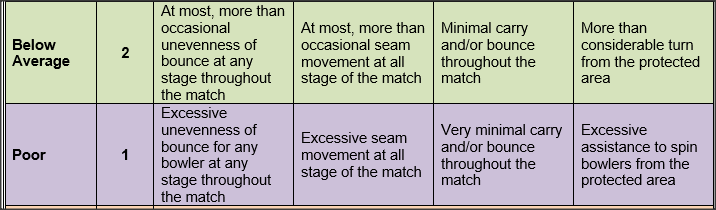 Below
Average
2
At most, more than
occasional
unevenness of
bounce at any
stage throughout
the match
At most, more than
occasional seam
movement at all
stage of the match
Minimal carry
and/or bounce
throughout the
match
More than
considerable turn
from the protected
area
Poor
1
Excessive
unevenness of
bounce for any
bowler at any
stage throughout
the match
Excessive seam
movement at all
stage of the match
Very minimal carry
and/or bounce
throughout the
match
Excessive
assistance to spin
bowlers from the
protected area